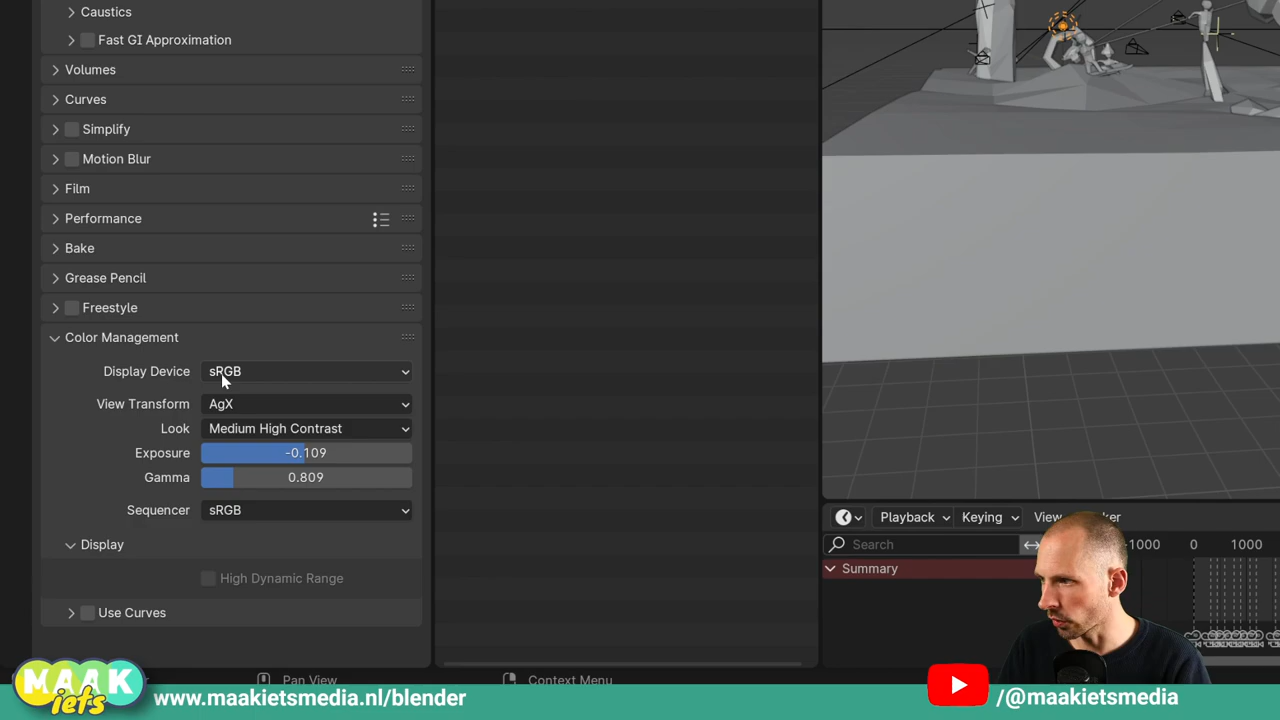 Caustics
Fast GI Approximation
Volumes
Curves
Simplify
Motion Blur
Film
Performance
Bake
Grease Pencil
Freestyle
Color Management
Display Device sRGB
View Transform AgX
Look Medium High Contrast
Exposure -0.109
Gamma 0.809
Sequencer sRGB
Display
High Dynamic Range
Use Curves
Playback Keying View
Search
-1000 0 1000
Summary
Pan View
Context Menu
MAAK
iets
www.maakietsmedia.nl/blender
/@maakietsmedia